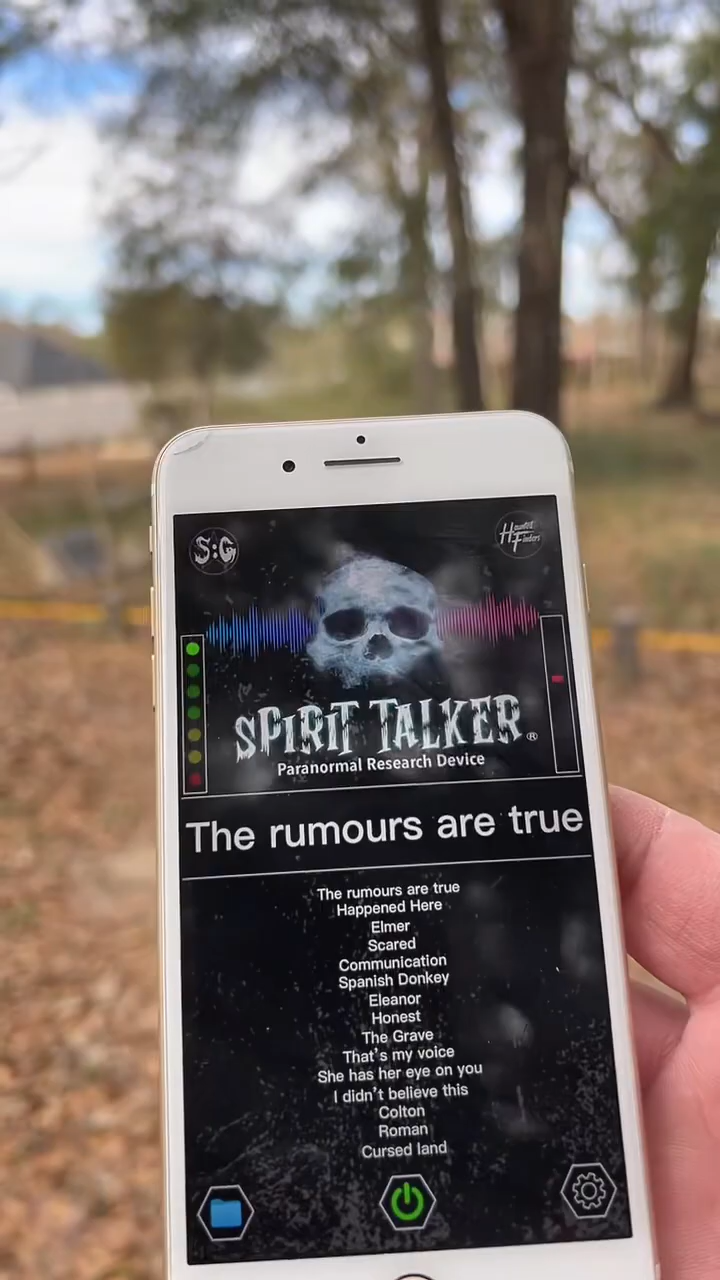 S:G
Haunted
Finders
SPIRIT TALKER®
Paranormal Research Device
The rumours are true
The rumours are true
Happened Here
Elmer
Scared
Communication
Spanish Donkey
Eleanor
Honest
The Grave
That's my voice
She has her eye on you
I didn't believe this
Colton
Roman
Cursed land